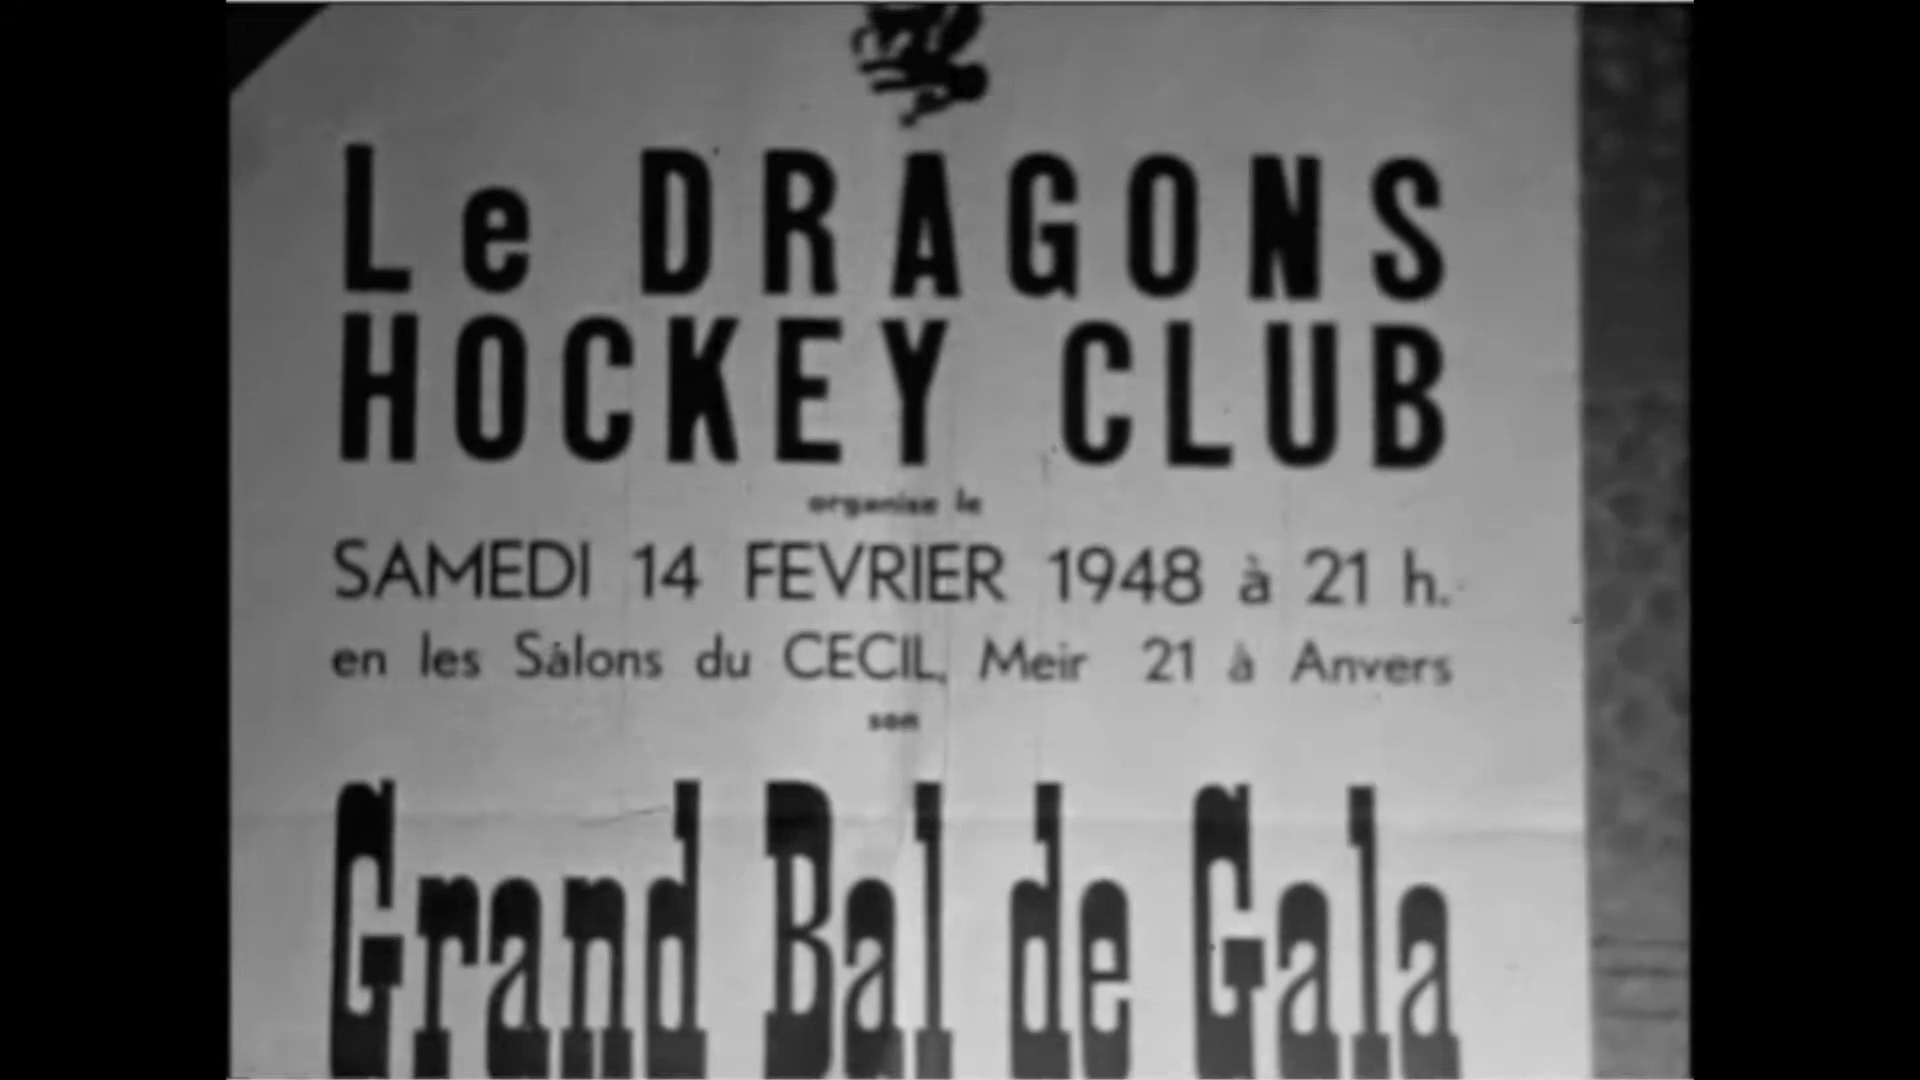 Le DRAGONS
HOCKEY CLUB
organise le
SAMEDI 14 FEVRIER 1948 à 21 h.
en les Salons du CECIL, Meir 21 à Anvers
son
Grand Bal de Gala